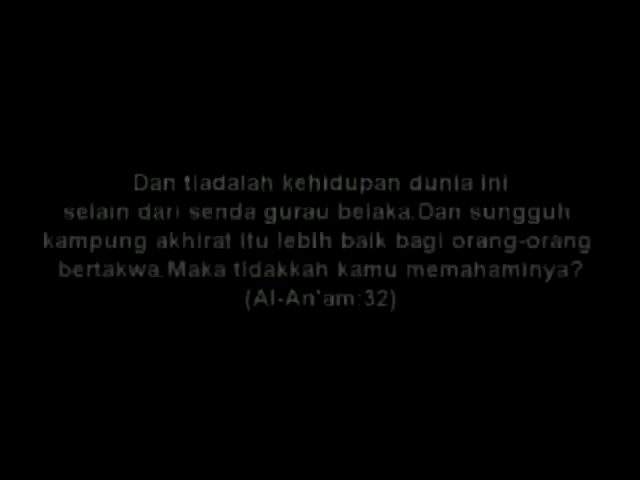 Dan tiadalah kehidupan dunia ini
selain dari senda gurau belaka.Dan sungguh
kampung akhirat itu lebih baik bagi orang-orang
bertakwa.Maka tidakkah kamu memahaminya?
(Al-An'am:32)